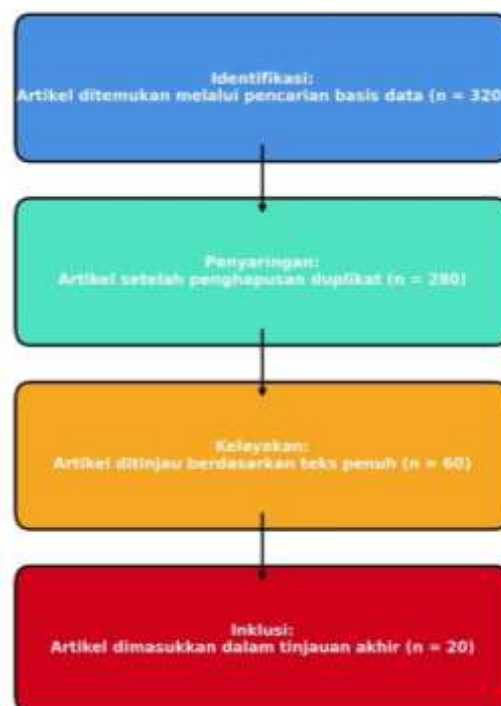 Identifikasi:
Artikel ditemukan melalui pencarian basis data (n = 320
Penyaringan:
Artikel setelah penghapusan duplikat (n = 280)
Kelayakan:
Artikel ditinjau berdasarkan teks penuh (n = 60)
Inklusi:
Artikel dimasukkan dalam tinjauan akhir (n = 20)